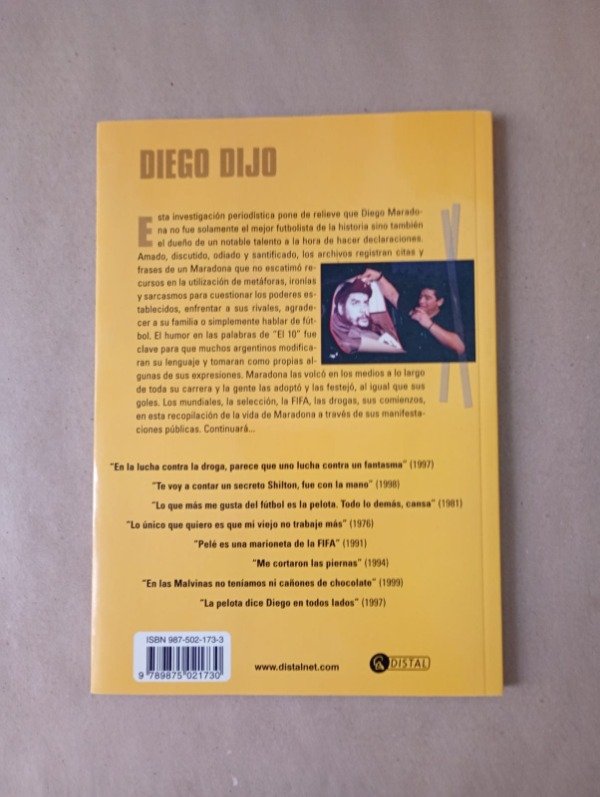 DIEGO DIJO
Esta investigación periodística pone de relieve que Diego Marado-
na no fue solamente el mejor futbolista de la historia sino también
el dueño de un notable talento a la hora de hacer declaraciones.
Amado, discutido, odiado y santificado, los archivos registran citas y
frases de un Maradona que no escatimó re-
cursos en la utilización de metáforas, ironías
y sarcasmos para cuestionar los poderes es-
tablecidos, enfrentar a sus rivales, agrade-
cer a su familia o simplemente hablar de fút-
bol. El humor en las palabras de "El 10" fue
clave para que muchos argentinos modifica-
ran su lenguaje y tomaran como propias al-
gunas de sus expresiones. Maradona las volcó en los medios a lo largo
de toda su carrera y la gente las adoptó y las festejó, al igual que sus
goles. Los mundiales, la selección, la FIFA, las drogas, sus comienzos,
en esta recopilación de la vida de Maradona a través de sus manifesta-
ciones públicas. Continuará...
"En la lucha contra la droga, parece que uno lucha contra un fantasma" (1997)
"Te voy a contar un secreto Shilton, fue con la mano" (1998)
"Lo que más me gusta del fútbol es la pelota. Todo lo demás, cansa" (1981)
"Lo único que quiero es que mi viejo no trabaje más" (1976)
"Pelé es una marioneta de la FIFA" (1991)
"Me cortaron las piernas" (1994)
"En las Malvinas no teníamos ni cañones de chocolate" (1999)
"La pelota dice Diego en todos lados" (1997)
ISBN 987-502-173-3
9 789875 021730
www.distalnet.com
DISTAL